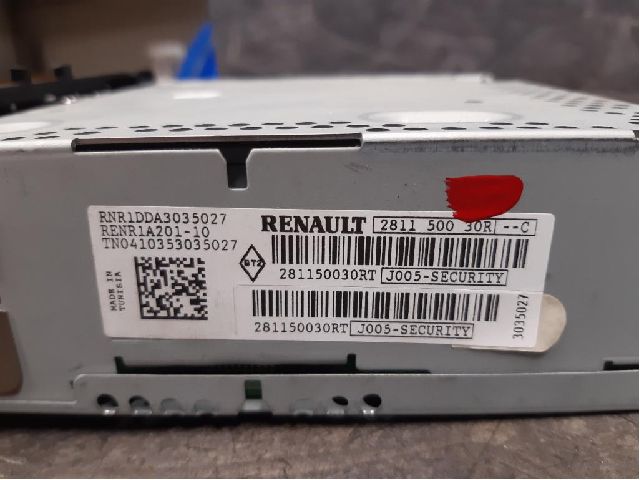 RNR1DDA3035027
RENR1A201-10
TN0410353035027
RENAULT 2811 500 30R --C
MADE IN
TUNISIA
281150030RT J005-SECURITY
281150030RT J005-SECURITY
3035027